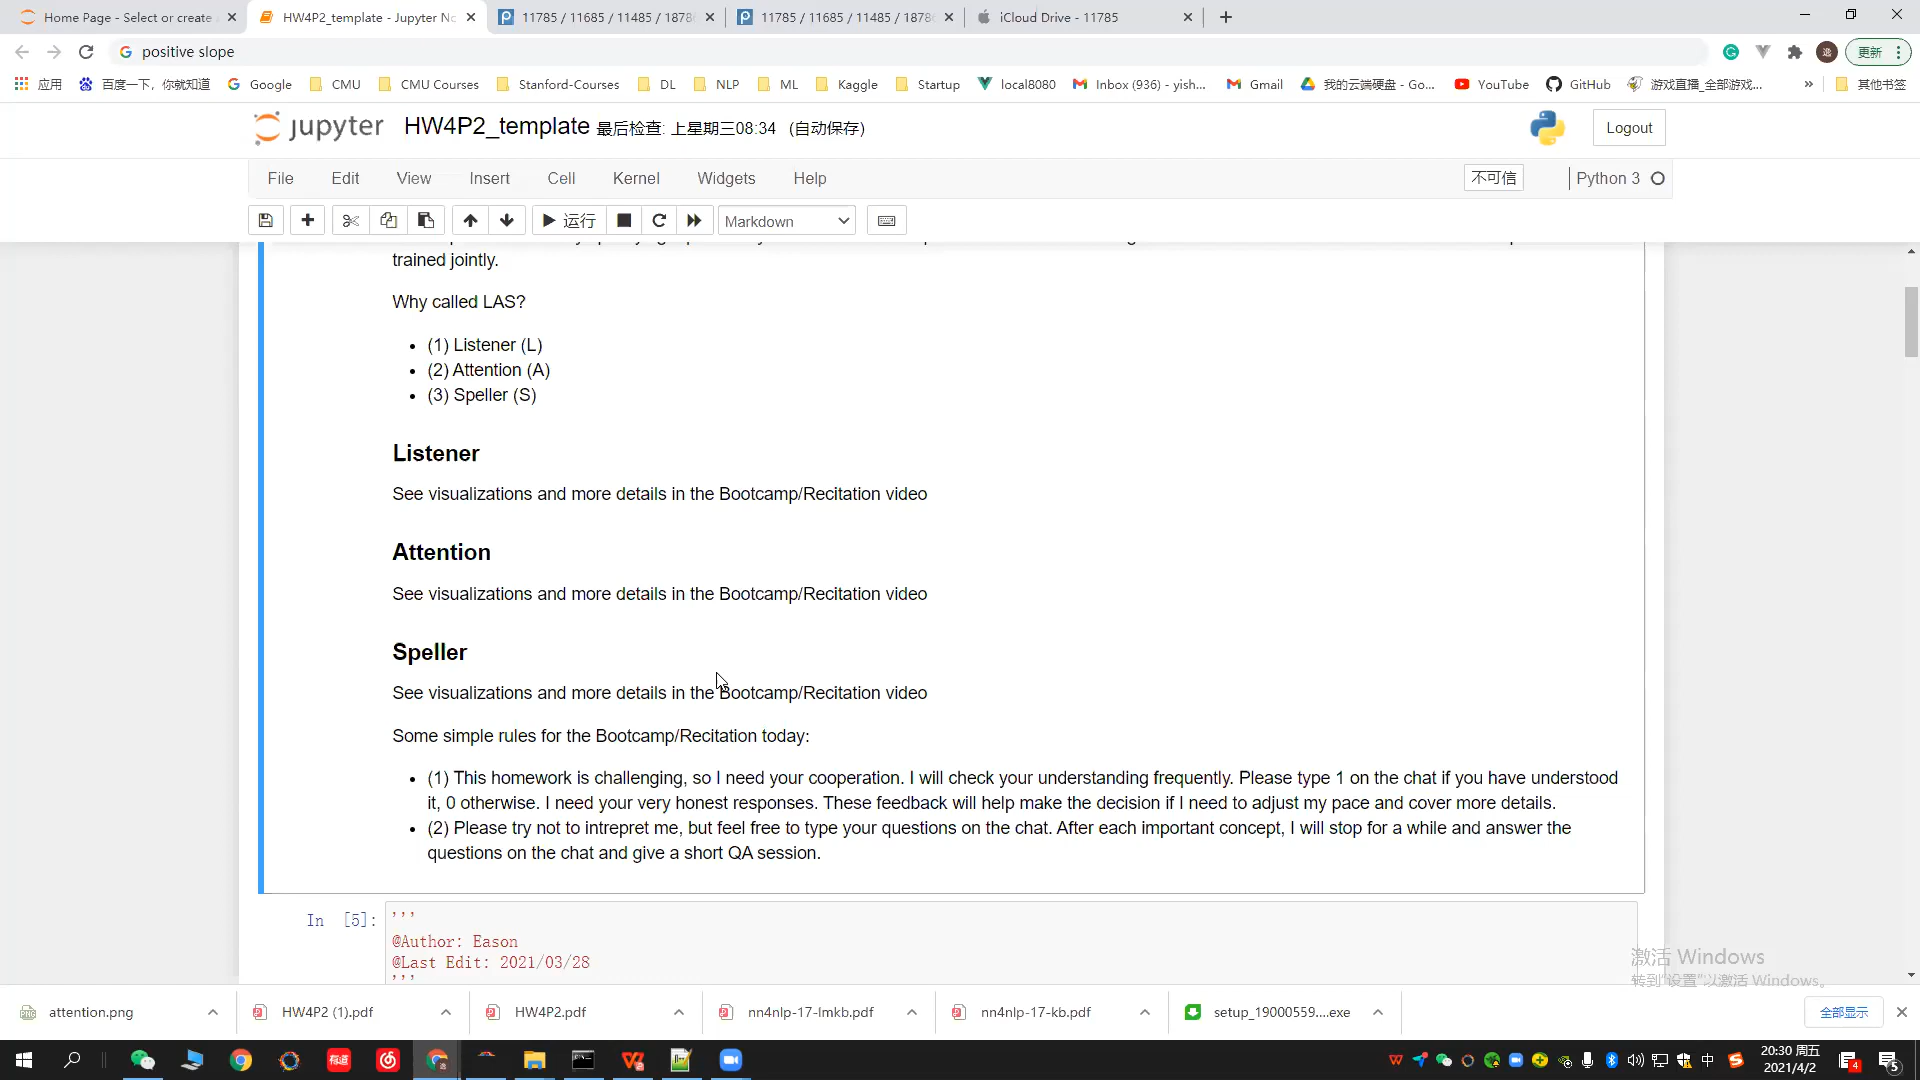 Home Page - Select or create
HW4P2_template - Jupyter No
11785 / 11685 / 11485 / 1878
11785 / 11685 / 11485 / 1878
iCloud Drive - 11785
positive slope
更新
应用
百度一下，你就知道
Google
CMU
CMU Courses
Stanford-Courses
DL
NLP
ML
Kaggle
Startup
local8080
Inbox (936) - yish...
Gmail
我的云端硬盘 - Go...
YouTube
GitHub
游戏直播_全部游戏...
»
其他书签
jupyter
HW4P2_template 最后检查: 上星期三08:34 (自动保存)
Logout
File Edit View Insert Cell Kernel Widgets Help
不可信
Python 3
运行
Markdown
trained jointly.
Why called LAS?
• (1) Listener (L)
• (2) Attention (A)
• (3) Speller (S)
Listener
See visualizations and more details in the Bootcamp/Recitation video
Attention
See visualizations and more details in the Bootcamp/Recitation video
Speller
See visualizations and more details in the Bootcamp/Recitation video
Some simple rules for the Bootcamp/Recitation today:
• (1) This homework is challenging, so I need your cooperation. I will check your understanding frequently. Please type 1 on the chat if you have understood
it, 0 otherwise. I need your very honest responses. These feedback will help make the decision if I need to adjust my pace and cover more details.
• (2) Please try not to intrepret me, but feel free to type your questions on the chat. After each important concept, I will stop for a while and answer the
questions on the chat and give a short QA session.
In [5]:
'''
@Author: Eason
@Last Edit: 2021/03/28
'''
激活 Windows
转到"设置"以激活 Windows。
attention.png
HW4P2 (1).pdf
HW4P2.pdf
nn4nlp-17-lmkb.pdf
nn4nlp-17-kb.pdf
setup_19000559....exe
全部显示
有道
中
20:30 周五
2021/4/2
4
5